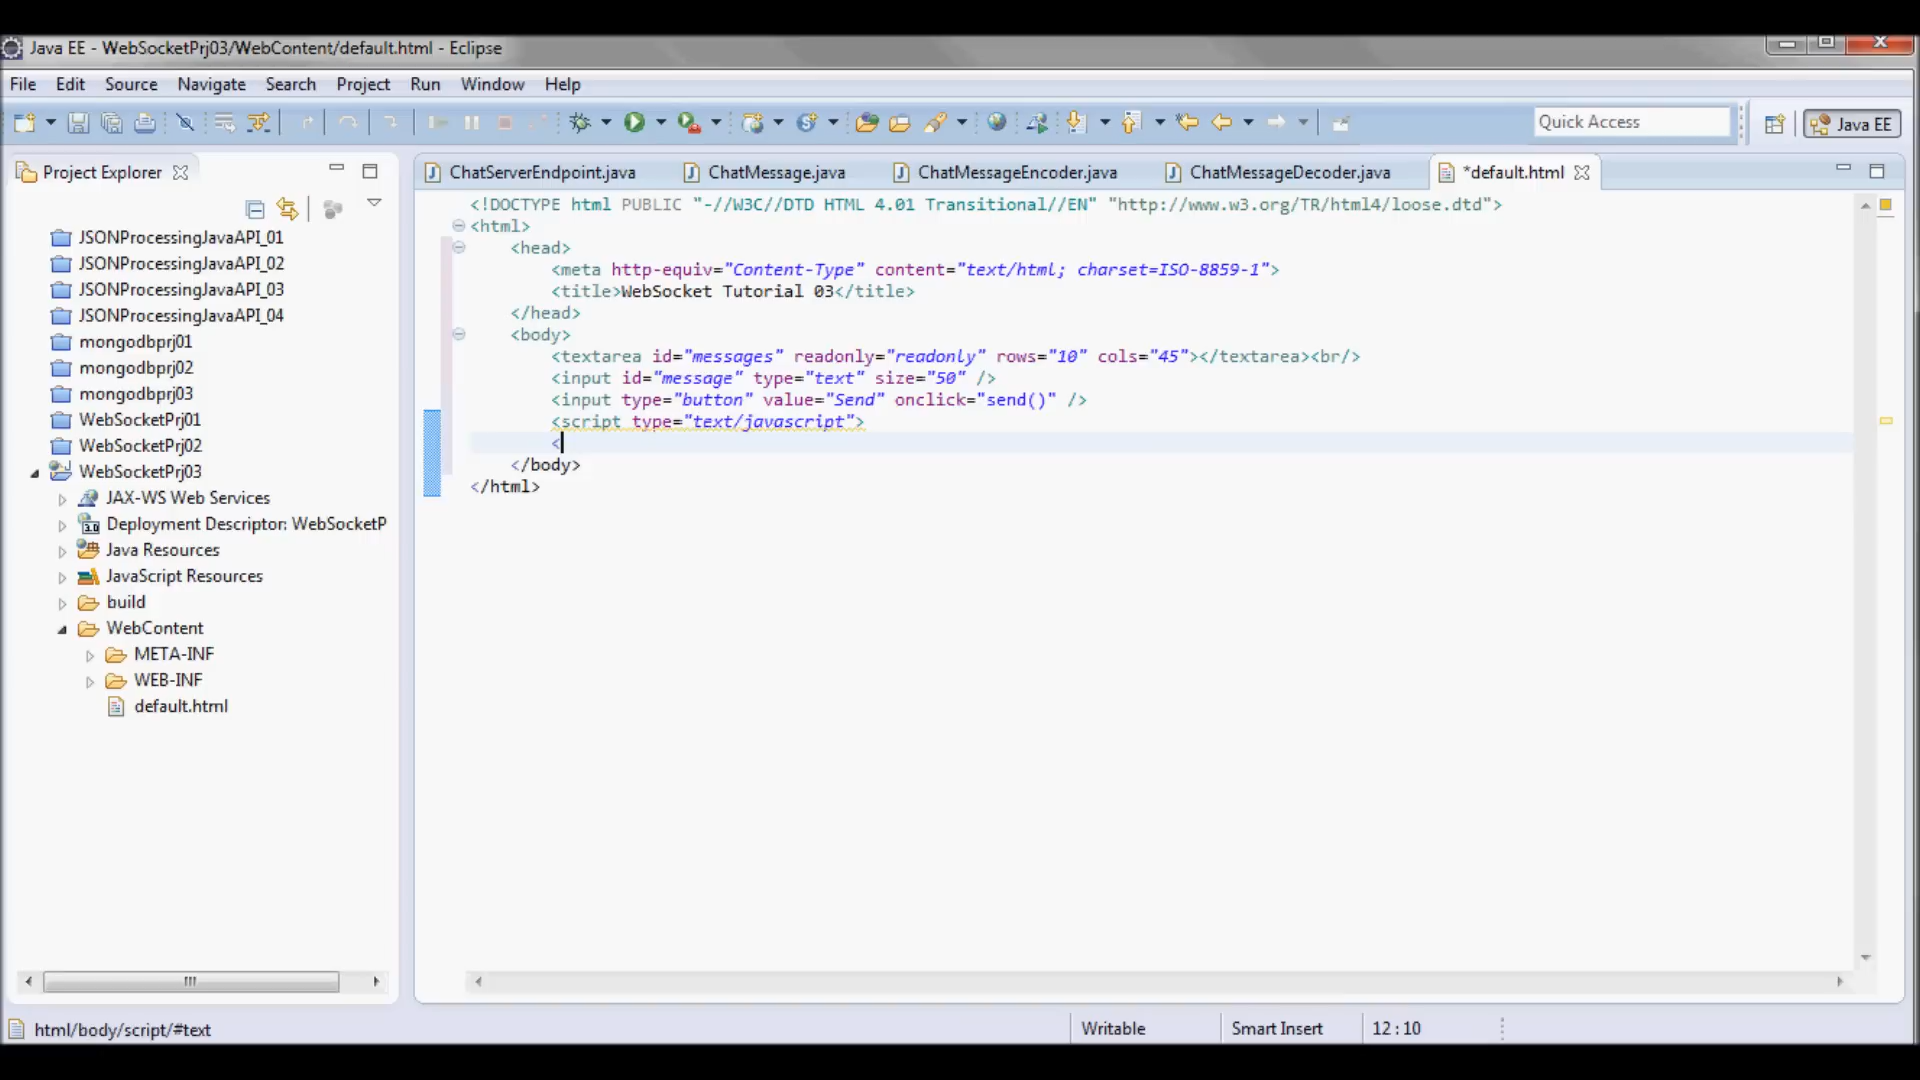 Java EE - WebSocketPrj03/WebContent/default.html - Eclipse
File Edit Source Search Navigate Project Run Window Help
Quick Access
Java EE
Project Explorer
JSONProcessingJavaAPI_01
JSONProcessingJavaAPI_02
JSONProcessingJavaAPI_03
JSONProcessingJavaAPI_04
mongodbprj01
mongodbprj02
mongodbprj03
WebSocketPrj01
WebSocketPrj02
WebSocketPrj03
JAX-WS Web Services
Deployment Descriptor: WebSocketP
Java Resources
JavaScript Resources
build
WebContent
META-INF
WEB-INF
default.html
ChatServerEndpoint.java ChatMessage.java ChatMessageEncoder.java ChatMessageDecoder.java *default.html
<!DOCTYPE html PUBLIC "-//W3C//DTD HTML 4.01 Transitional//EN" "http://www.w3.org/TR/html4/loose.dtd">
<html>
<head>
<meta http-equiv="Content-Type" content="text/html; charset=ISO-8859-1">
<title>WebSocket Tutorial 03</title>
</head>
<body>
<textarea id="messages" readonly="readonly" rows="10" cols="45"></textarea><br/>
<input id="message" type="text" size="50" />
<input type="button" value="Send" onclick="send()" />
<script type="text/javascript">
<
</body>
</html>
html/body/script/#text
Writable
Smart Insert
12 : 10